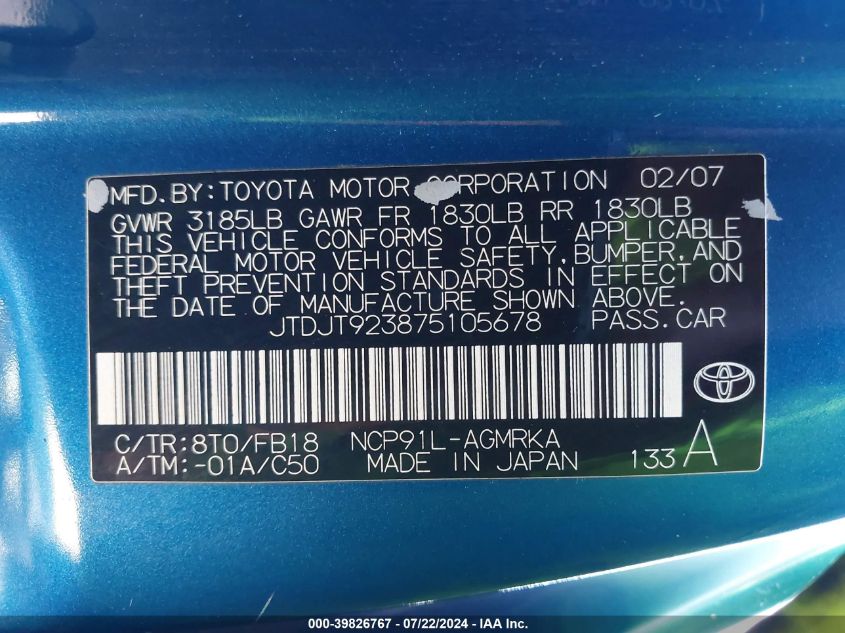 MFD.BY:TOYOTA MOTOR CORPORATION 02/07
GVWR 3185LB GAWR FR 1830LB RR 1830LB
THIS VEHICLE CONFORMS TO ALL APPLICABLE
FEDERAL MOTOR VEHICLE SAFETY,BUMPER,AND
THEFT PREVENTION STANDARDS IN EFFECT ON
THE DATE OF MANUFACTURE SHOWN ABOVE.
JTDJT923875105678 PASS.CAR
C/TR:8T0/FB18 NCP91L-AGMRKA
A/TM:-01A/C50 MADE IN JAPAN 133 A
000-39826767 / 07/22/2024 - IAA Inc.